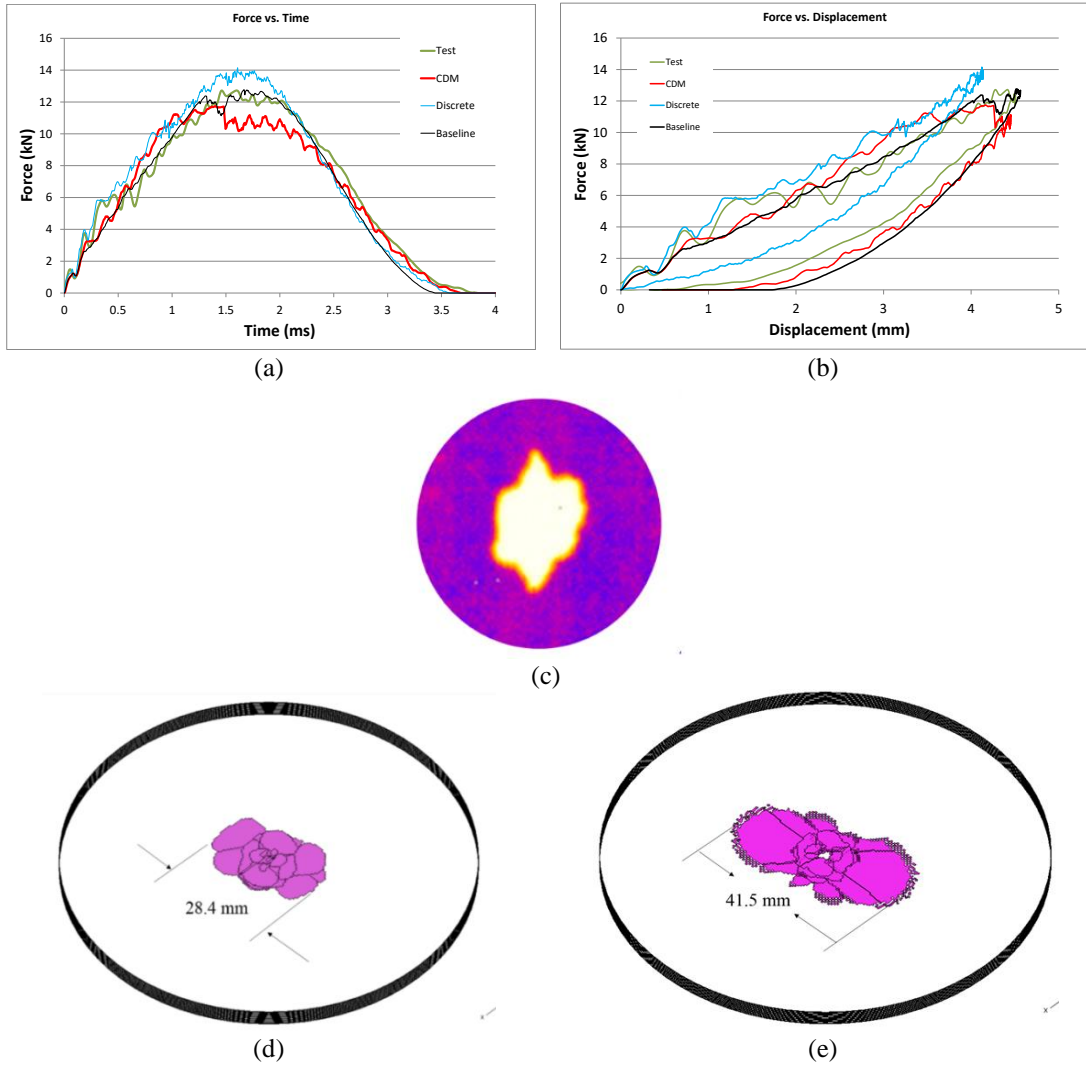 Force vs. Time
Force (kN)
16
14
12
10
8
6
4
2
0
0 0.5 1 1.5 2 2.5 3 3.5 4
Time (ms)
Test
CDM
Discrete
Baseline
(a)
Force vs. Displacement
Force (kN)
16
14
12
10
8
6
4
2
0
0 1 2 3 4 5
Displacement (mm)
Test
CDM
Discrete
Baseline
(b)
(c)
28.4 mm
x
(d)
41.5 mm
x
(e)